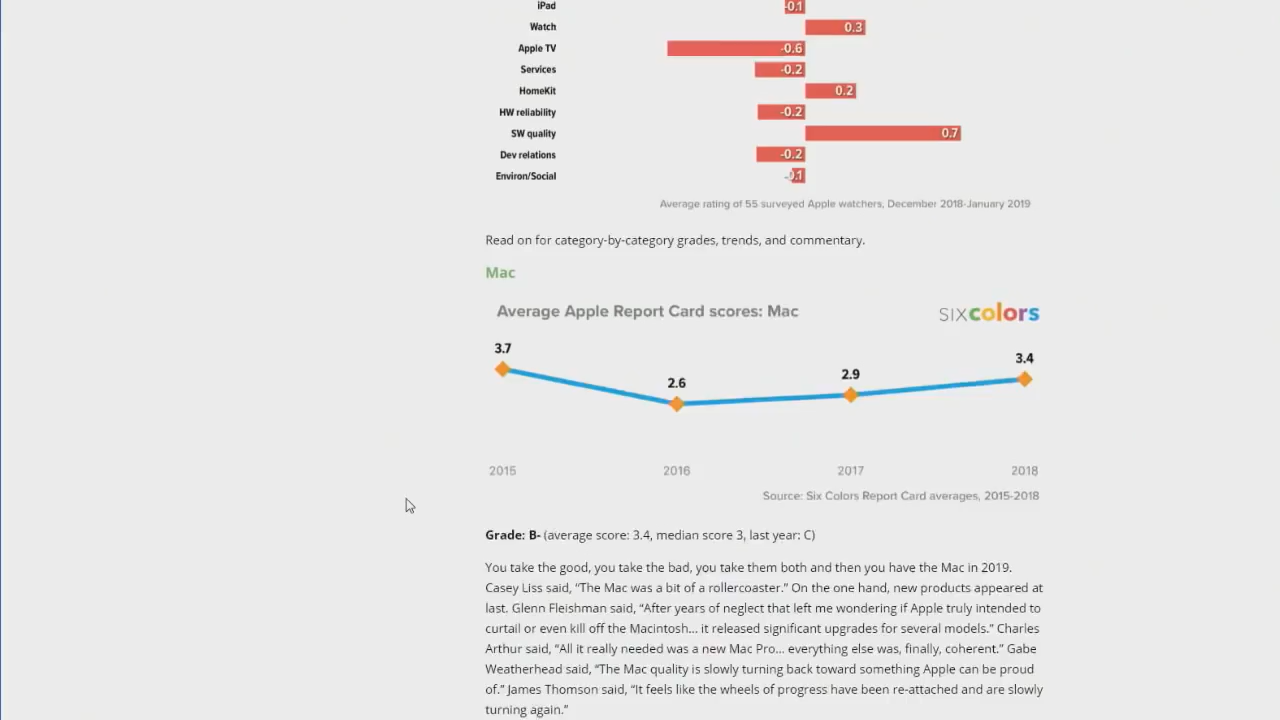 iPad -0.1
Watch 0.3
Apple TV -0.6
Services -0.2
HomeKit 0.2
HW reliability -0.2
SW quality 0.7
Dev relations -0.2
Environ/Social -0.1
Average rating of 55 surveyed Apple watchers, December 2018-January 2019
Read on for category-by-category grades, trends, and commentary.
Mac
Average Apple Report Card scores: Mac
sixcolors
3.7 2.6 2.9 3.4
2015 2016 2017 2018
Source: Six Colors Report Card averages, 2015-2018
Grade: B- (average score: 3.4, median score 3, last year: C)
You take the good, you take the bad, you take them both and then you have the Mac in 2019.
Casey Liss said, “The Mac was a bit of a rollercoaster.” On the one hand, new products appeared at
last. Glenn Fleishman said, “After years of neglect that left me wondering if Apple truly intended to
curtail or even kill off the Macintosh… it released significant upgrades for several models.” Charles
Arthur said, “All it really needed was a new Mac Pro… everything else was, finally, coherent.” Gabe
Weatherhead said, “The Mac quality is slowly turning back toward something Apple can be proud
of.” James Thomson said, “It feels like the wheels of progress have been re-attached and are slowly
turning again.”